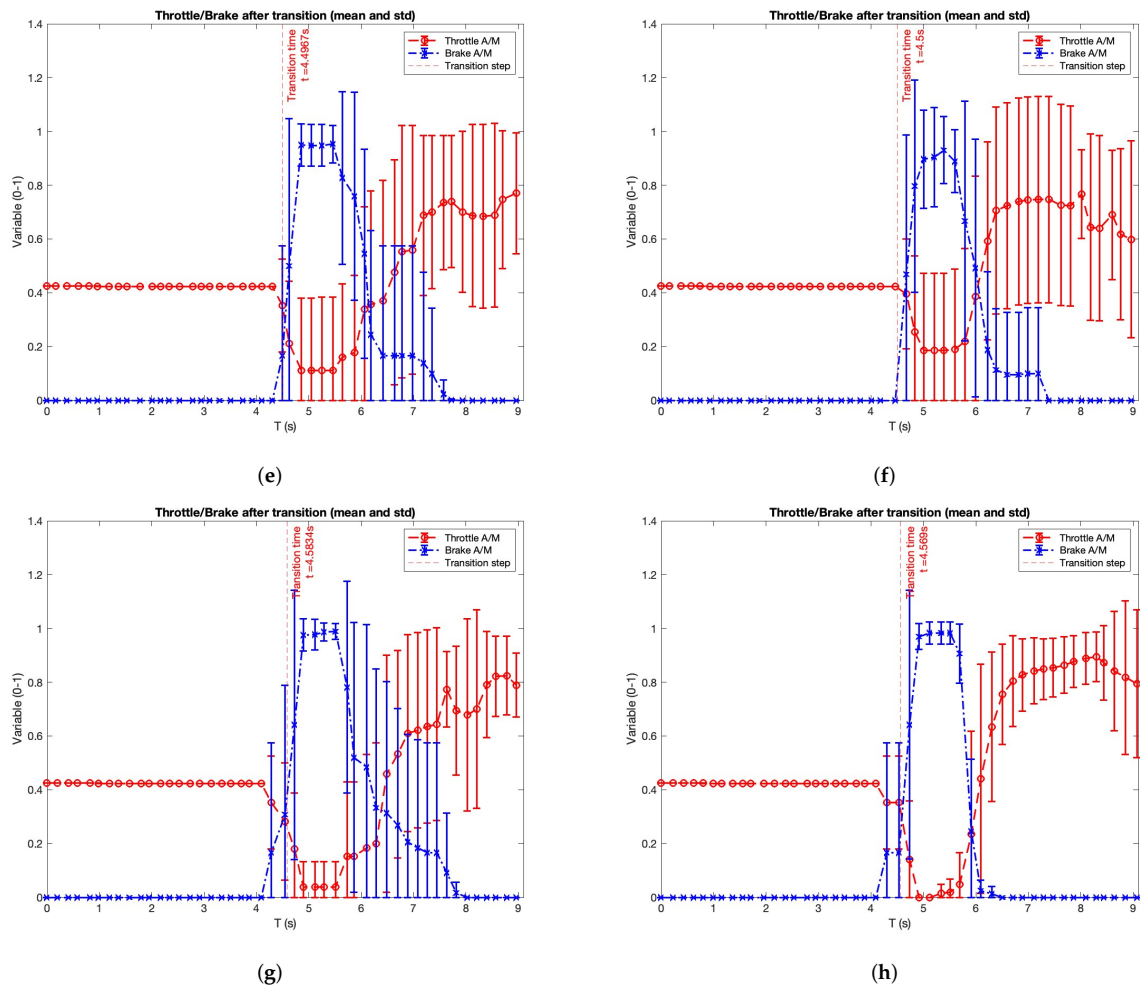 Throttle/Brake after transition (mean and std)
1.4
1.2
1
0.8
0.6
0.4
0.2
0
Variable (0-1)
Transition time
t =4.4967s.
Throttle A/M
Brake A/M
Transition step
0 1 2 3 4 5 6 7 8 9
T (s)
(e)
Throttle/Brake after transition (mean and std)
1.4
1.2
1
0.8
0.6
0.4
0.2
0
Variable (0-1)
Transition time
t =4.5s.
Throttle A/M
Brake A/M
Transition step
0 1 2 3 4 5 6 7 8 9
T (s)
(f)
Throttle/Brake after transition (mean and std)
1.4
1.2
1
0.8
0.6
0.4
0.2
0
Variable (0-1)
Transition time
t =4.5834s
Throttle A/M
Brake A/M
Transition step
0 1 2 3 4 5 6 7 8 9
T (s)
(g)
Throttle/Brake after transition (mean and std)
1.4
1.2
1
0.8
0.6
0.4
0.2
0
Variable (0-1)
Transition time
t =4.569s
Throttle A/M
Brake A/M
Transition step
0 1 2 3 4 5 6 7 8 9
T (s)
(h)